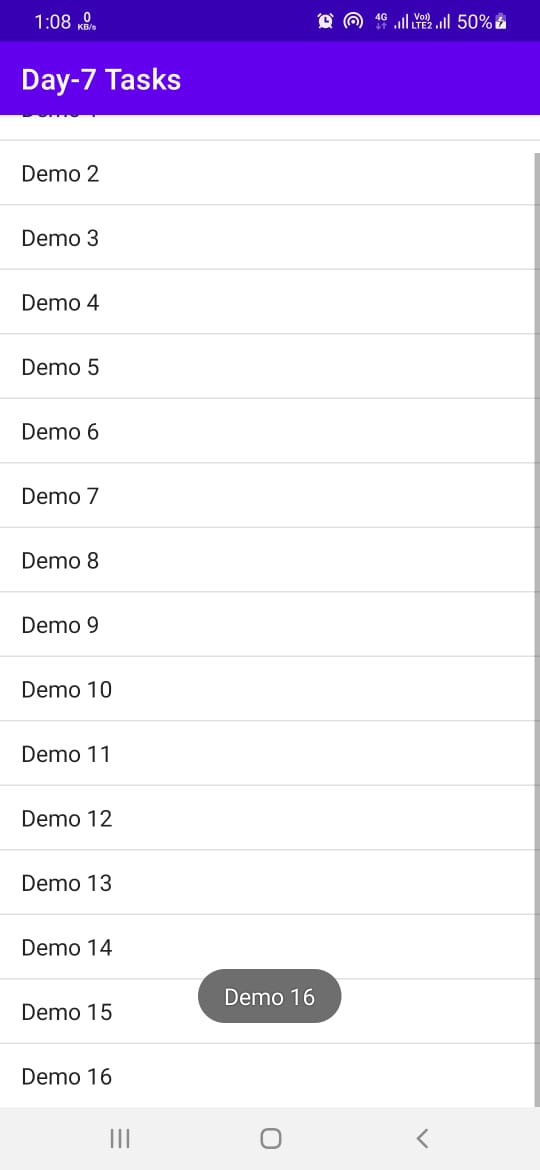 1:08 0 KB/s 4G Vo)) LTE2 50%
Day-7 Tasks
Demo 2
Demo 3
Demo 4
Demo 5
Demo 6
Demo 7
Demo 8
Demo 9
Demo 10
Demo 11
Demo 12
Demo 13
Demo 14
Demo 15
Demo 16
Demo 16